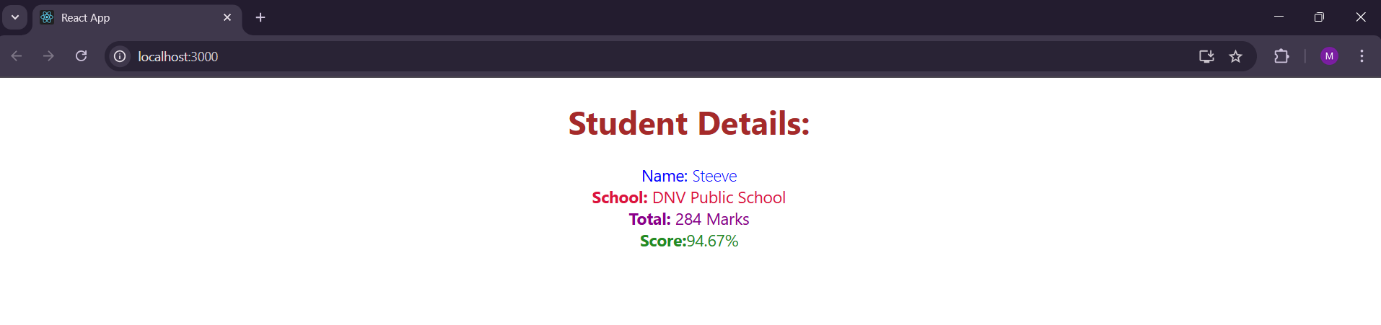 React App
localhost:3000
M
Student Details:
Name: Steeve
School: DNV Public School
Total: 284 Marks
Score:94.67%